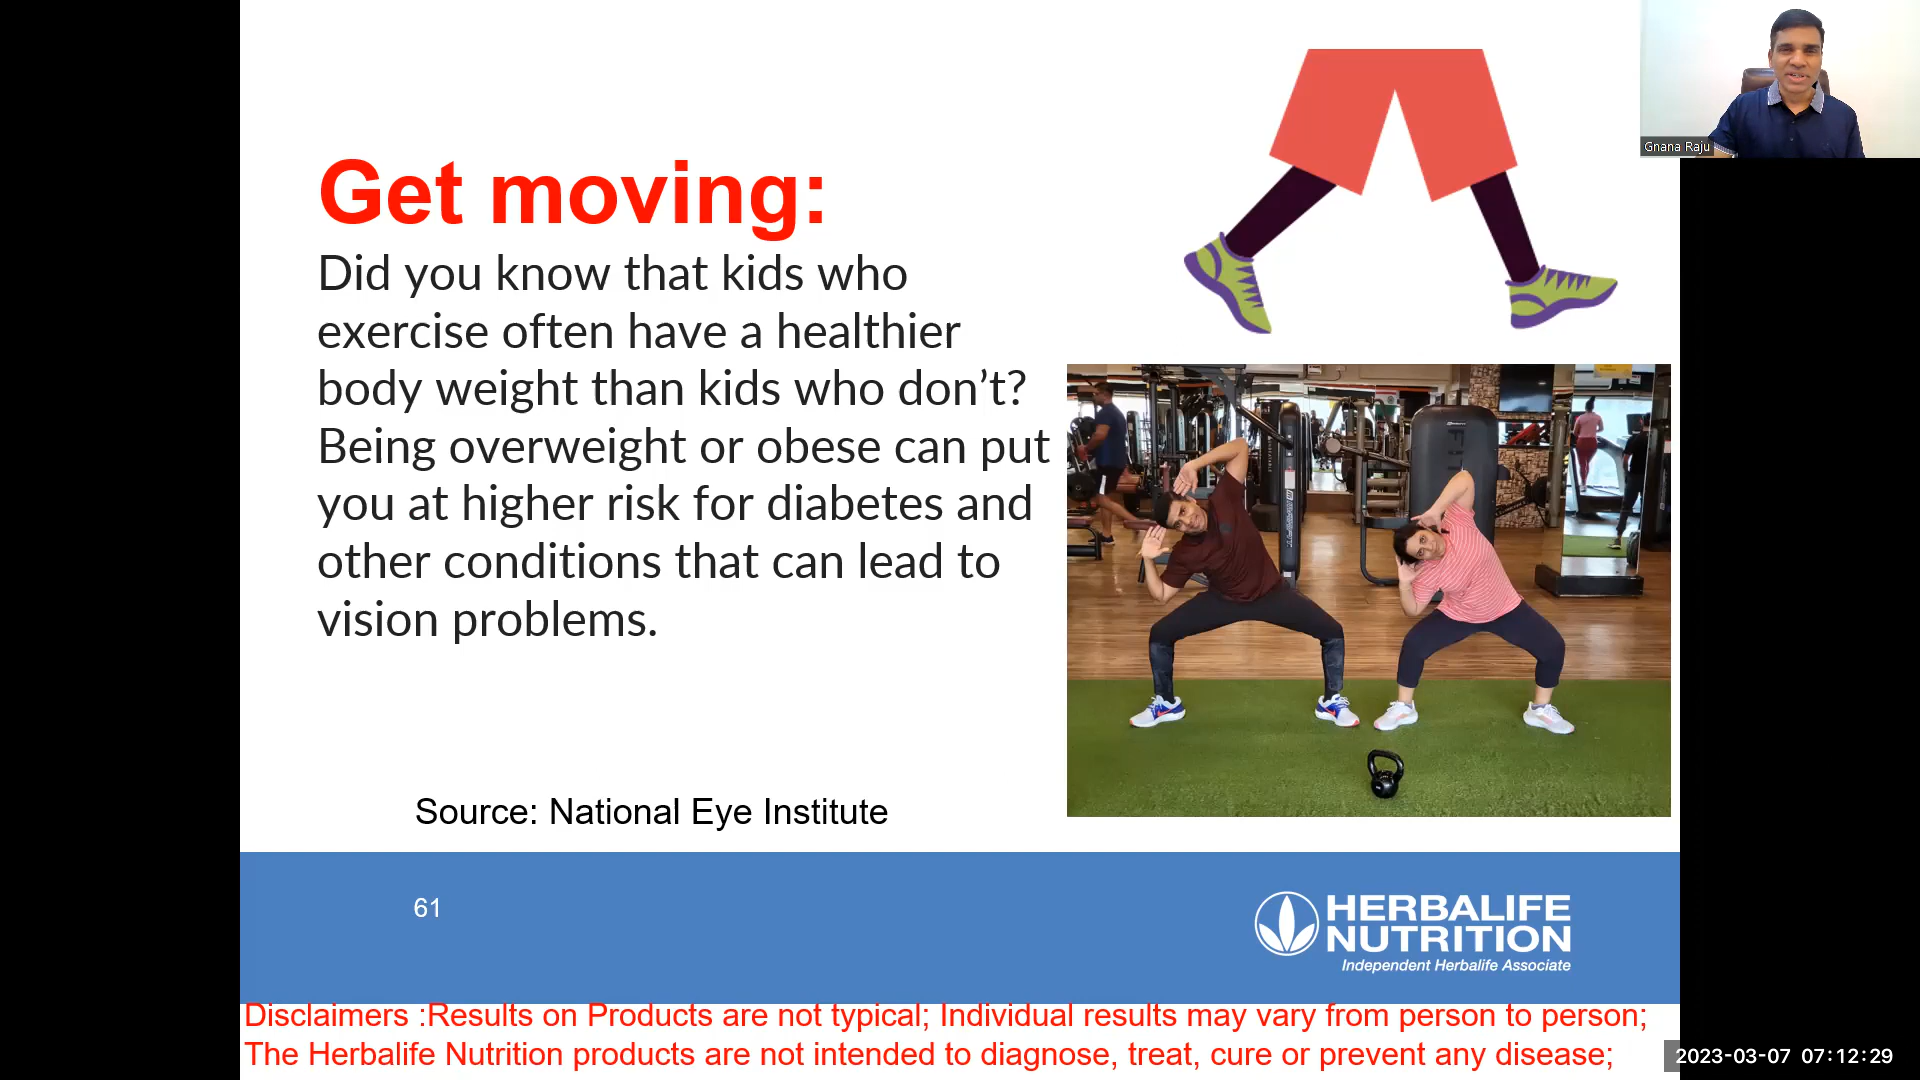 Gnana Raju
Get moving:
Did you know that kids who
exercise often have a healthier
body weight than kids who don’t?
Being overweight or obese can put
you at higher risk for diabetes and
other conditions that can lead to
vision problems.
Source: National Eye Institute
61
HERBALIFE
NUTRITION
Independent Herbalife Associate
Disclaimers :Results on Products are not typical; Individual results may vary from person to person;
The Herbalife Nutrition products are not intended to diagnose, treat, cure or prevent any disease;
2023-03-07 07:12:29